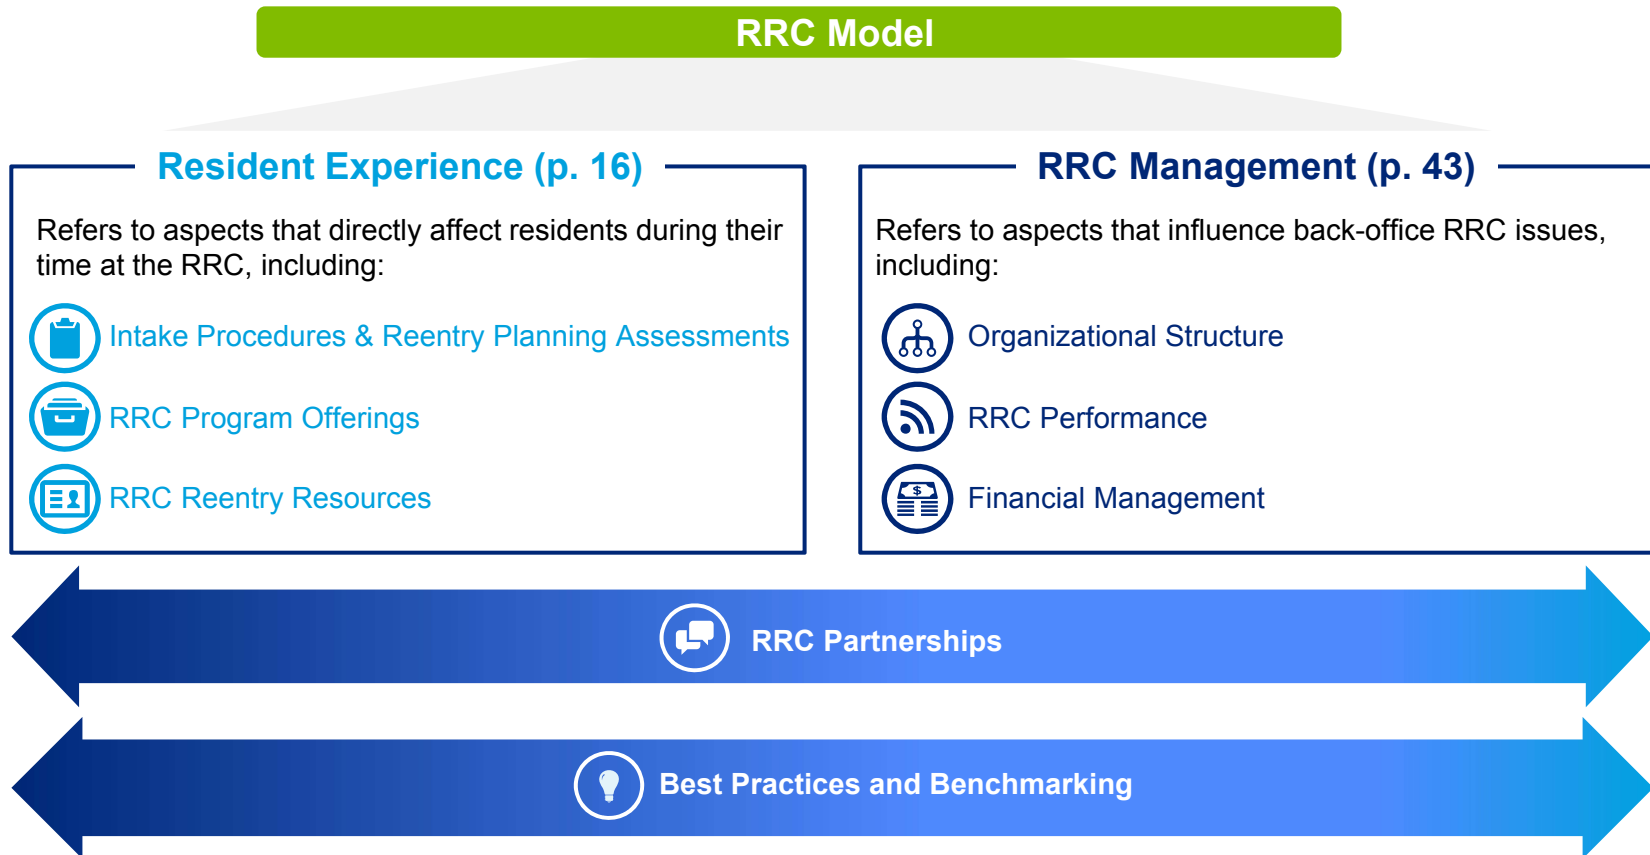 RRC Model
Resident Experience (p. 16)
Refers to aspects that directly affect residents during their
time at the RRC, including:
Intake Procedures & Reentry Planning Assessments
RRC Program Offerings
RRC Reentry Resources
RRC Management (p. 43)
Refers to aspects that influence back-office RRC issues,
including:
Organizational Structure
RRC Performance
$
Financial Management
RRC Partnerships
Best Practices and Benchmarking